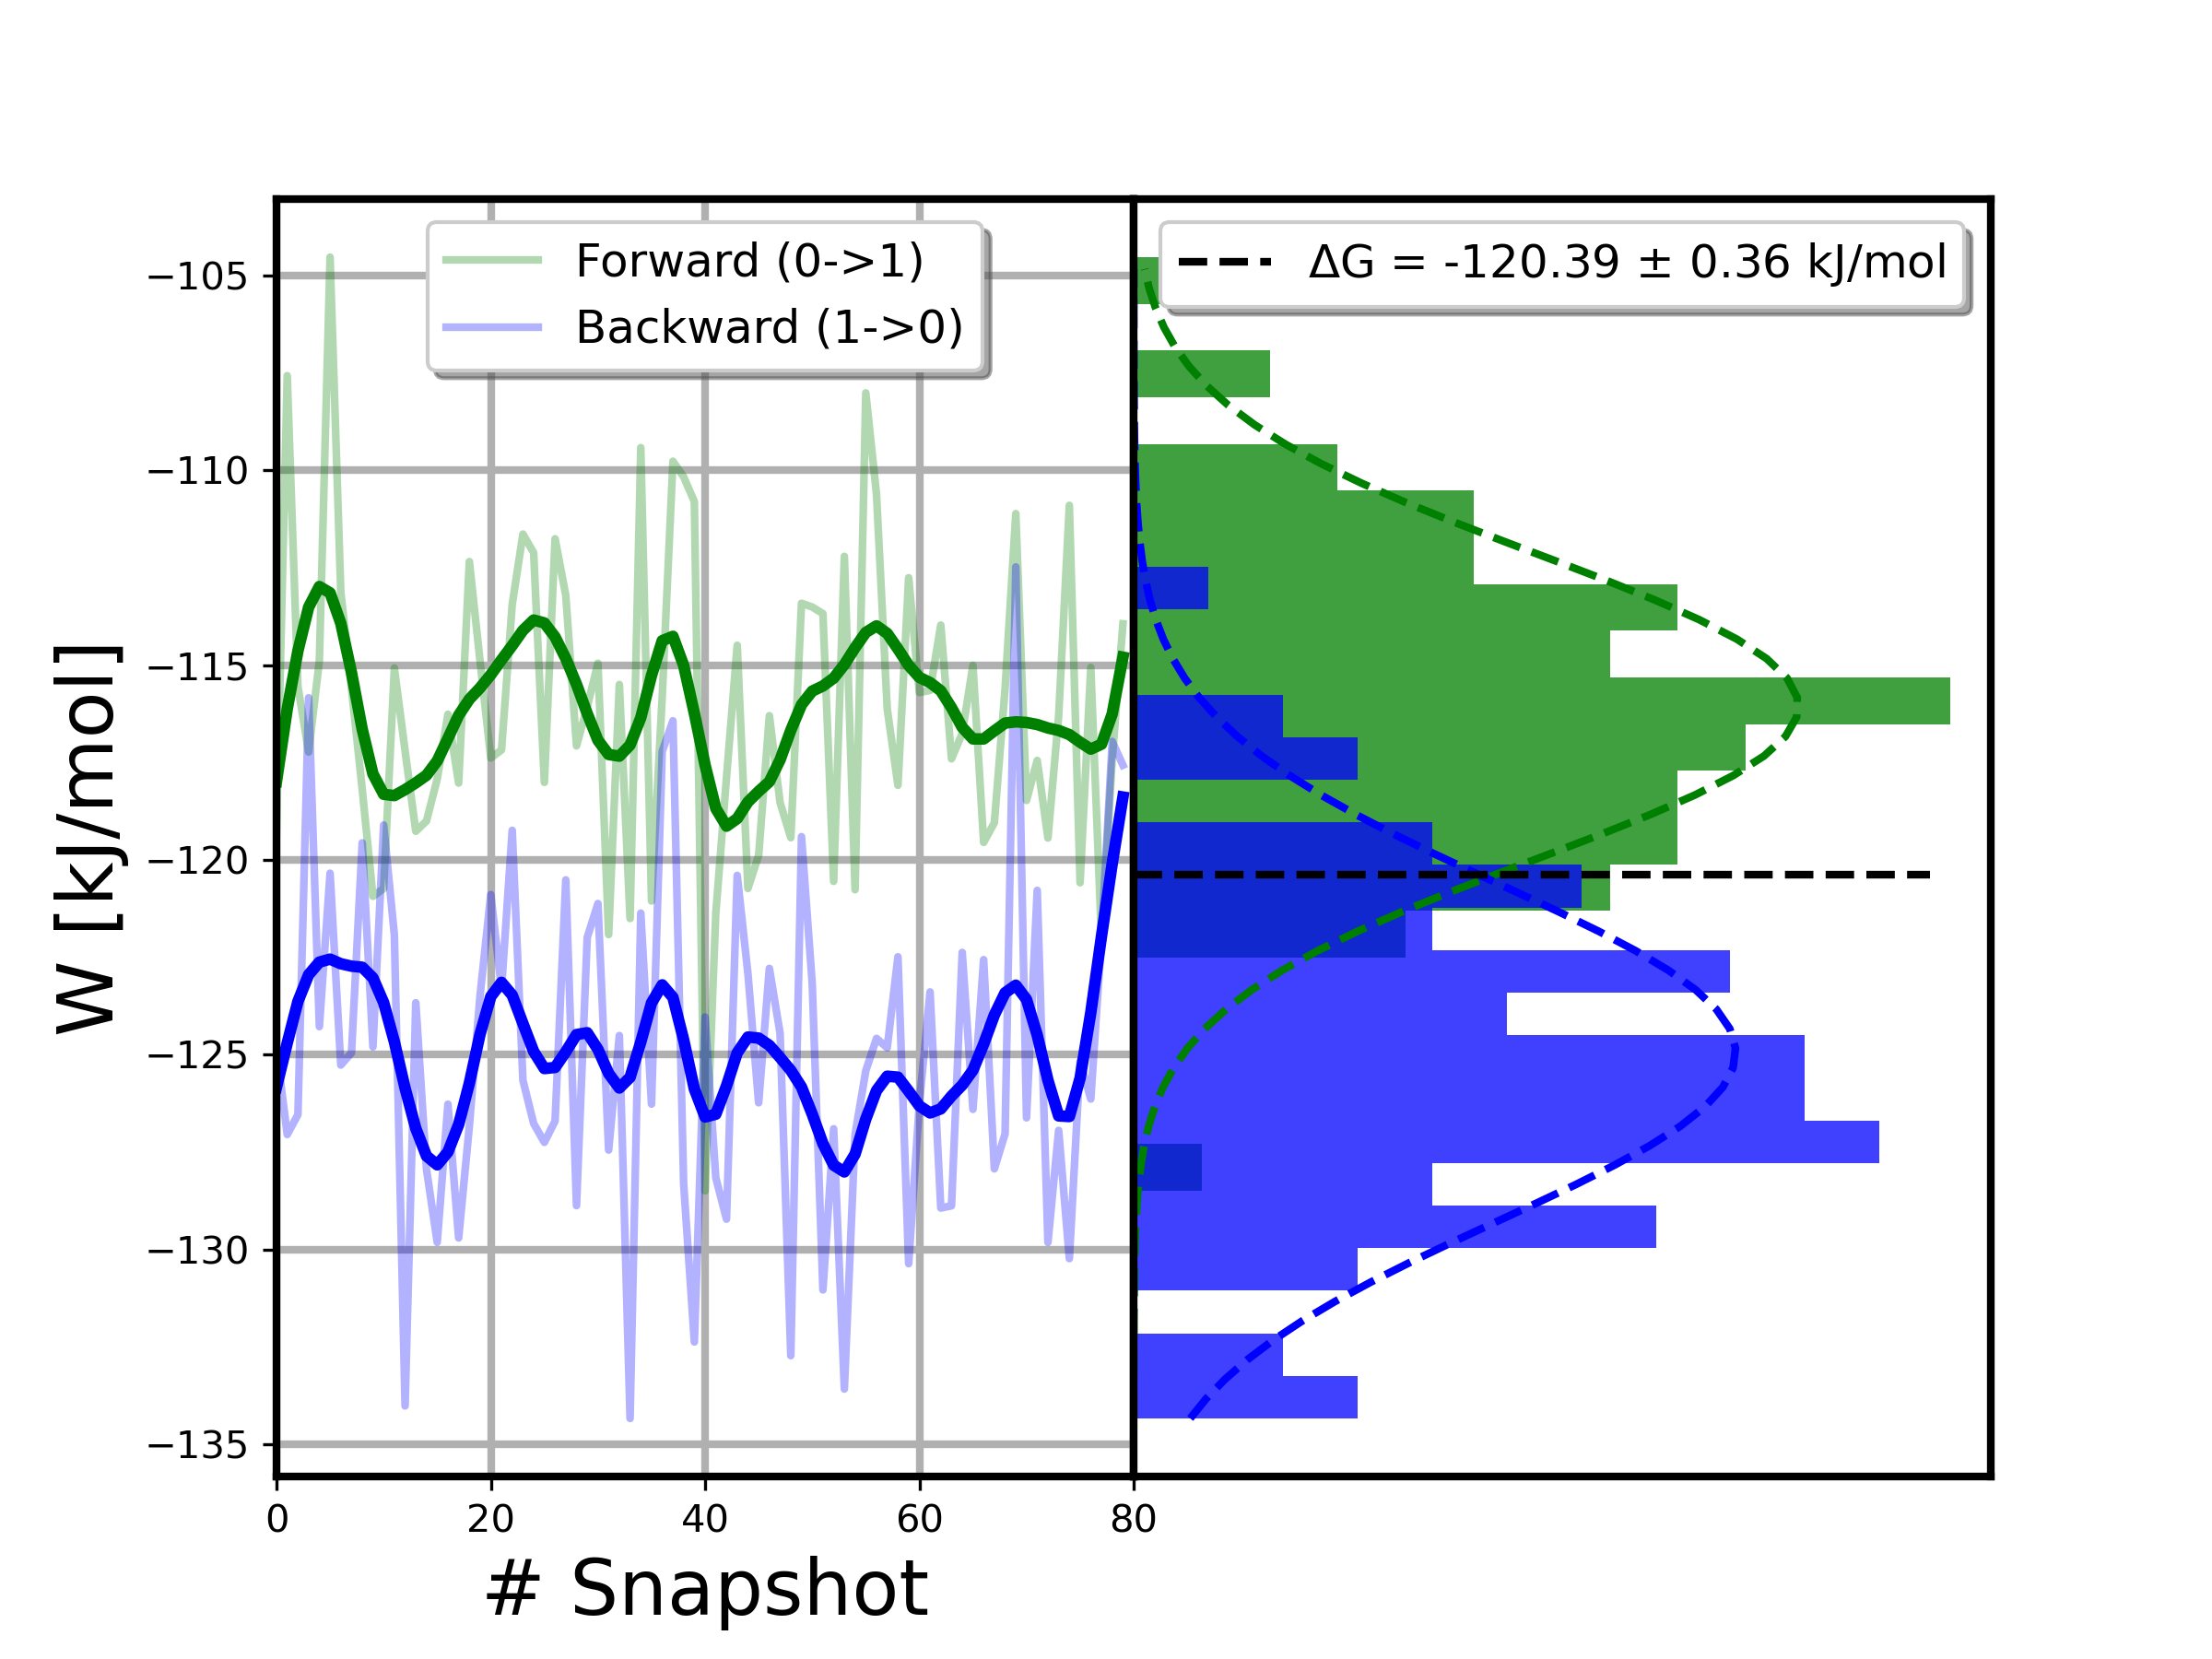 Forward (0->1)
Backward (1->0)
ΔG = -120.39 ± 0.36 kJ/mol
−105
−110
−115
−120
−125
−130
−135
W [kJ/mol]
0
20
40
60
80
# Snapshot